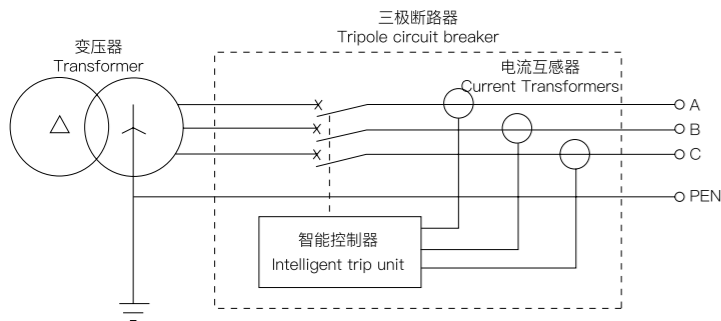 三极断路器
Tripole circuit breaker
变压器
Transformer
电流互感器
Current Transformers
A
B
C
PEN
智能控制器
Intelligent trip unit